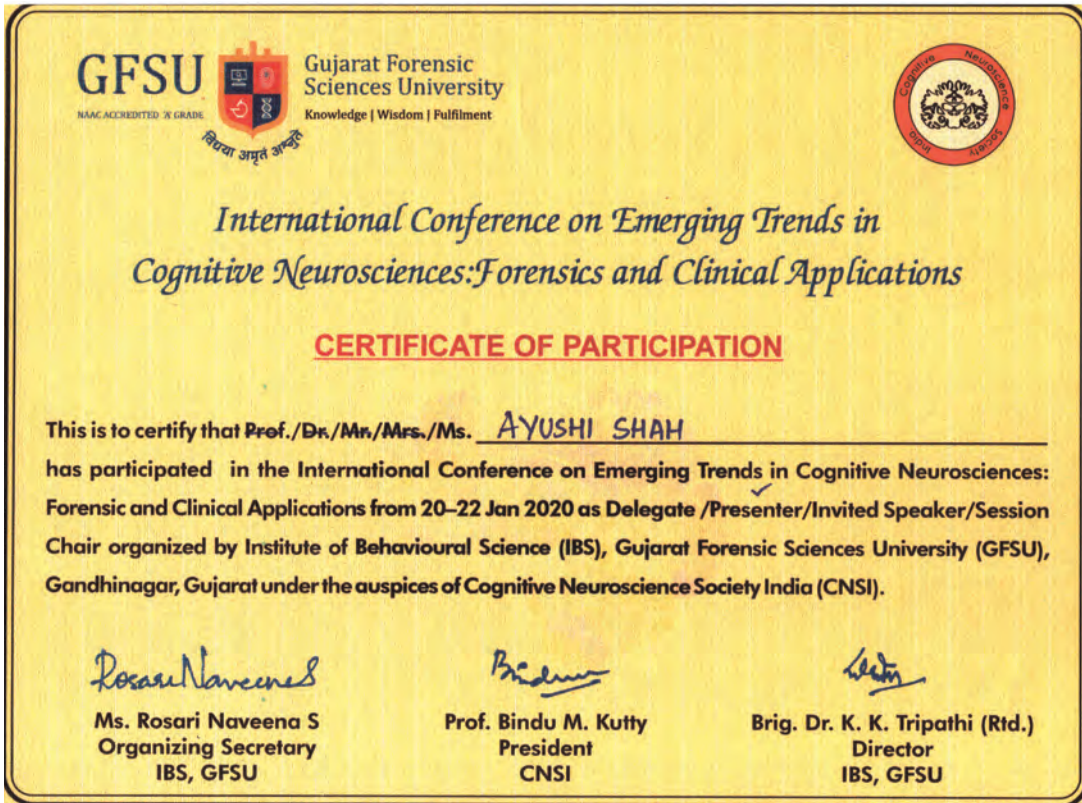 GFSU
NAAC ACCREDITED 'A' GRADE
Gujarat Forensic
Sciences University
Knowledge | Wisdom | Fulfilment
विद्यया अमृतं अश्नुते
Cognitive Neuroscience Society India
International Conference on Emerging Trends in
Cognitive Neurosciences:Forensics and Clinical Applications
CERTIFICATE OF PARTICIPATION
This is to certify that Prof./Dr./Mr./Mrs./Ms. AYUSHI SHAH
has participated in the International Conference on Emerging Trends in Cognitive Neurosciences:
Forensic and Clinical Applications from 20–22 Jan 2020 as Delegate /Presenter/Invited Speaker/Session
Chair organized by Institute of Behavioural Science (IBS), Gujarat Forensic Sciences University (GFSU),
Gandhinagar, Gujarat under the auspices of Cognitive Neuroscience Society India (CNSI).
Rosari Naveena S
Ms. Rosari Naveena S
Organizing Secretary
IBS, GFSU
Prof. Bindu M. Kutty
President
CNSI
Brig. Dr. K. K. Tripathi (Rtd.)
Director
IBS, GFSU